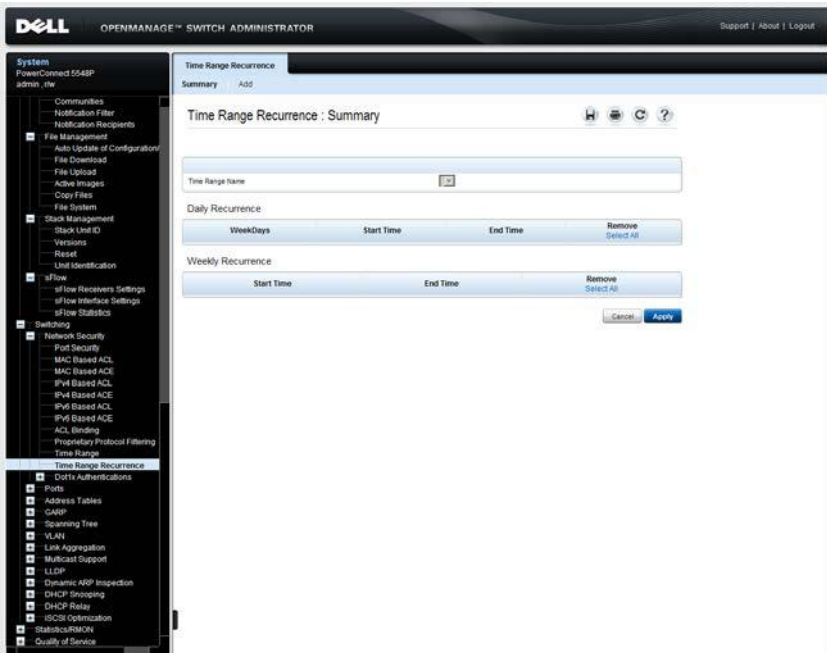 DELL
OPENMANAGE™ SWITCH ADMINISTRATOR
Support | About | Logout
System
PowerConnect 5548P
admin , r/w
Communities
Notification Filter
Notification Recipients
File Management
Auto Update of Configuration/
File Download
File Upload
Active Images
Copy Files
File System
Stack Management
Stack Unit ID
Versions
Reset
Unit Identification
sFlow
sFlow Receivers Settings
sFlow Interface Settings
sFlow Statistics
Switching
Network Security
Port Security
MAC Based ACL
MAC Based ACE
IPv4 Based ACL
IPv4 Based ACE
IPv6 Based ACL
IPv6 Based ACE
ACL Binding
Proprietary Protocol Filtering
Time Range
Time Range Recurrence
Dot1x Authentications
Ports
Address Tables
GARP
Spanning Tree
VLAN
Link Aggregation
Multicast Support
LLDP
Dynamic ARP Inspection
DHCP Snooping
DHCP Relay
iSCSI Optimization
Statistics/RMON
Quality of Service
Time Range Recurrence
Summary Add
Time Range Recurrence : Summary
Time Range Name
Daily Recurrence
WeekDays Start Time End Time Remove
Select All
Weekly Recurrence
Start Time End Time Remove
Select All
Cancel Apply